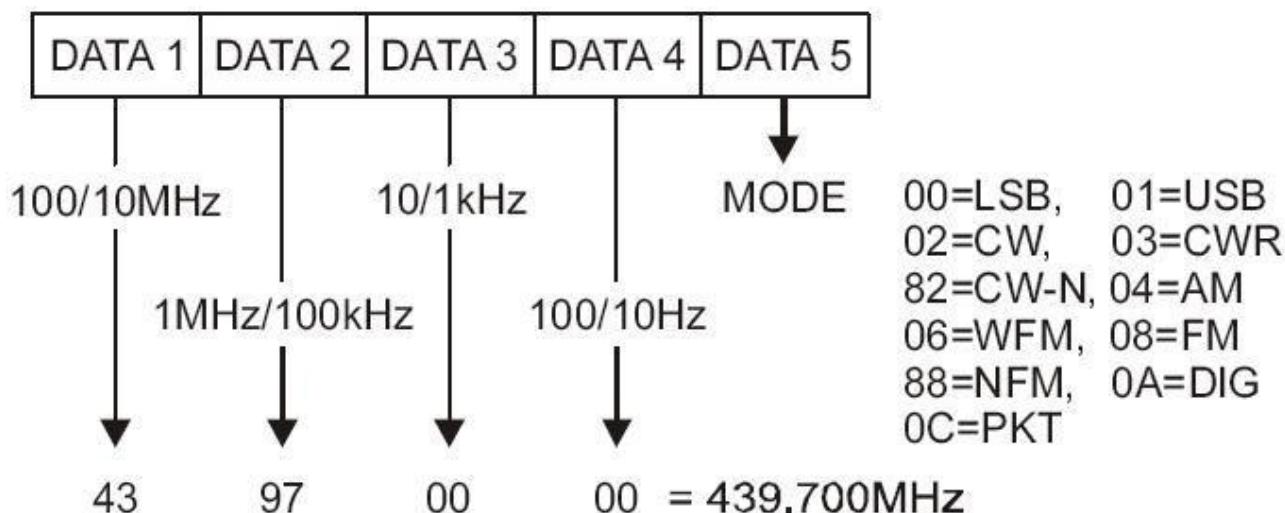 DATA 1 DATA 2 DATA 3 DATA 4 DATA 5
100/10MHz 10/1kHz MODE
1MHz/100kHz 100/10Hz
00=LSB, 01=USB
02=CW, 03=CWR
82=CW-N, 04=AM
06=WFM, 08=FM
88=NFM, 0A=DIG
0C=PKT
43 97 00 00 = 439,700MHz